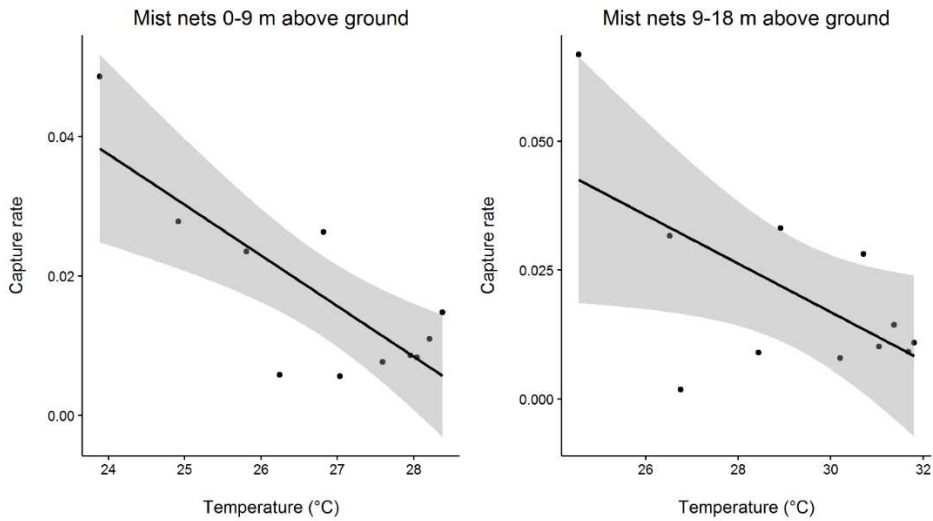 Mist nets 0-9 m above ground
Capture rate
0.04
0.02
0.00
24 25 26 27 28
Temperature (°C)
Mist nets 9-18 m above ground
Capture rate
0.050
0.025
0.000
26 28 30 32
Temperature (°C)